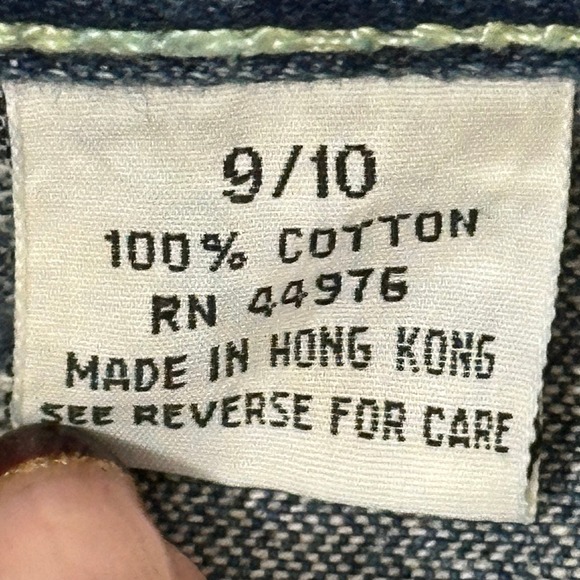 9/10
100% COTTON
RN 44976
MADE IN HONG KONG
SEE REVERSE FOR CARE